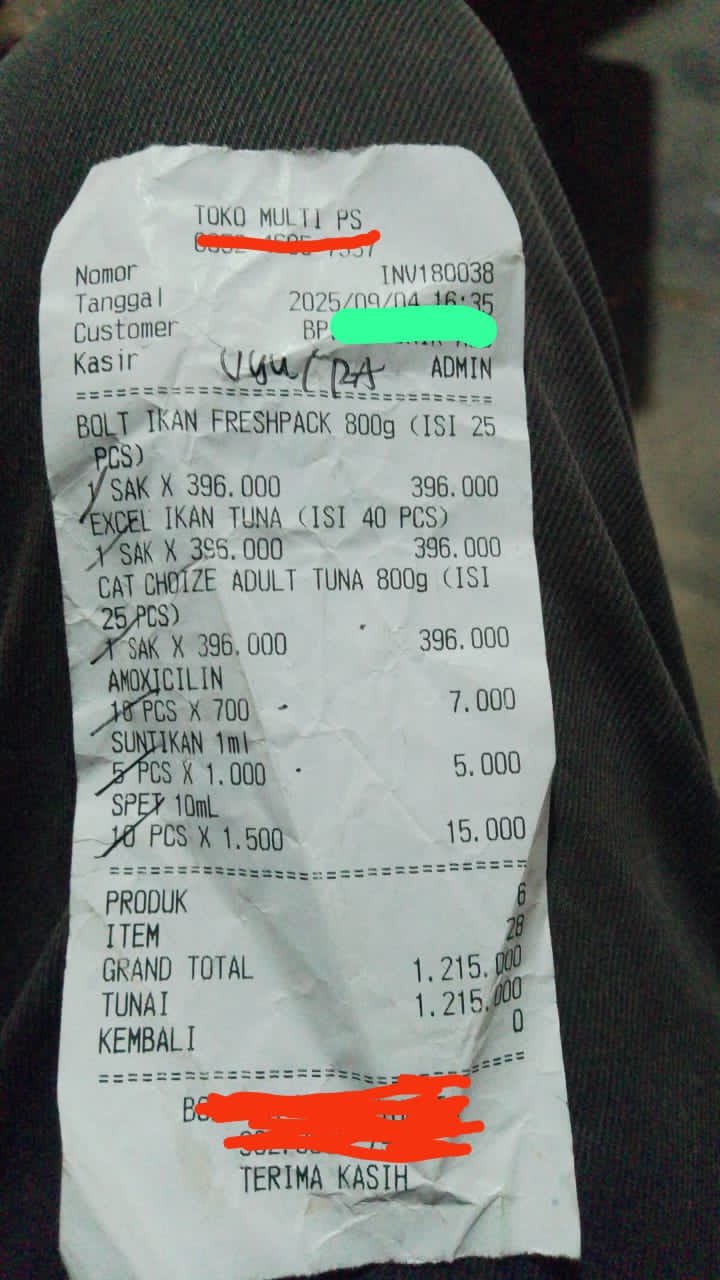 TOKO MULTI PS
Nomor INV180038
Tanggal 2025/09/04 16:35
Customer BP
Kasir ADMIN
BOLT IKAN FRESHPACK 800g (ISI 25
PCS)
1 SAK X 396.000 396.000
EXCEL IKAN TUNA (ISI 40 PCS)
1 SAK X 396.000 396.000
CAT CHOIZE ADULT TUNA 800g (ISI
25 PCS)
1 SAK X 396.000 396.000
AMOXICILIN
10 PCS X 700 7.000
SUNTIKAN 1ml
5 PCS X 1.000 5.000
SPET 10mL
10 PCS X 1.500 15.000
PRODUK 6
ITEM 28
GRAND TOTAL 1.215.000
TUNAI 1.215.000
KEMBALI 0
TERIMA KASIH